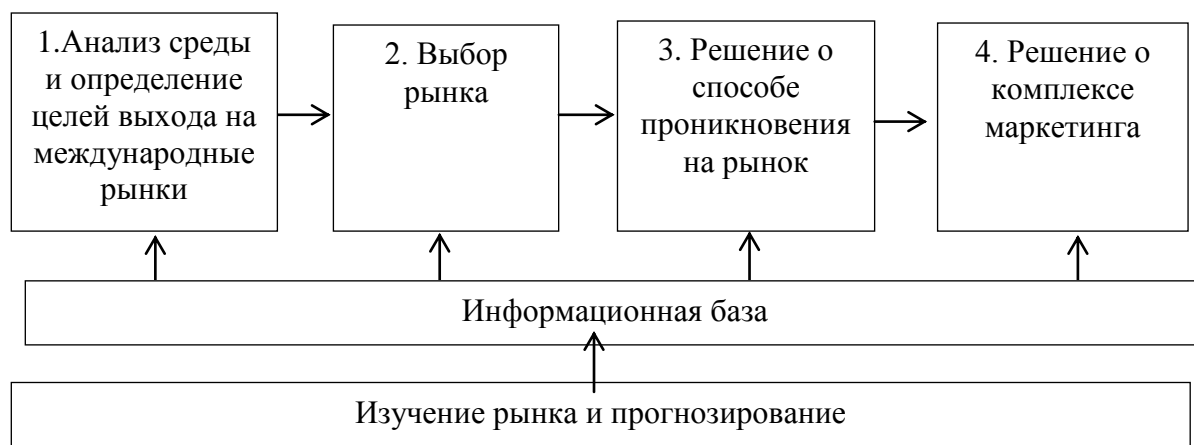 1.Анализ среды
и определение
целей выхода на
международные
рынки
2. Выбор
рынка
3. Решение о
способе
проникновения
на рынок
4. Решение о
комплексе
маркетинга
Информационная база
Изучение рынка и прогнозирование